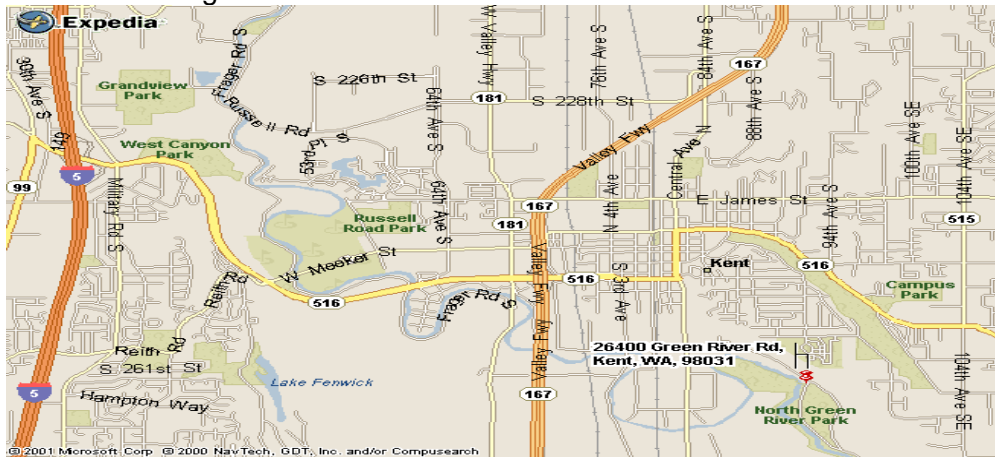 Expedia
30th Ave S
149
Grandview
Park
Frager Rd S
S 226th St
Russell Rd
53rd Pl S
64th Ave S
W Valley Hwy
181
S 228th St
76th Ave S
84th Ave S
167
88th Ave S
100th Ave SE
104th Ave SE
West Canyon
Park
Valley Fwy
99
5
Military Rd S
64th Ave S
Russell
Road Park
167
181
N 4th Ave
Central Ave N
E James St
94th Ave S
515
W Meeker St
Reith Rd
516
Frager Rd S
Valley Fwy
516
S 3rd Ave
Kent
516
Campus
Park
Reith Rd
S 261st St
Hampton Way
5
Lake Fenwick
Valley Fwy
167
26400 Green River Rd,
Kent, WA, 98031
North Green
River Park
104th Ave SE
© 2001 Microsoft Corp © 2000 NavTech, GDT, Inc. and/or Compusearch